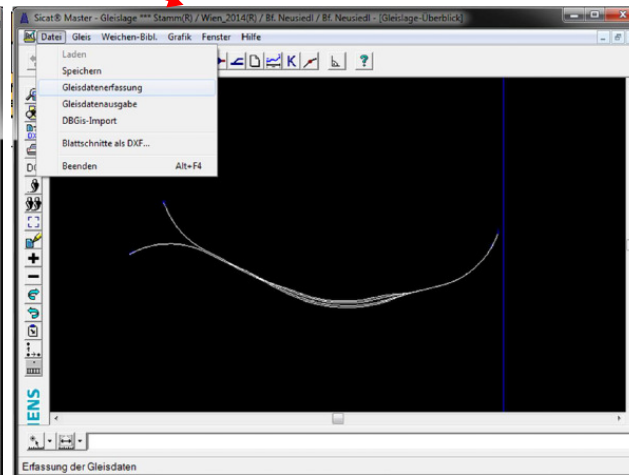 Sicat® Master - Gleislage *** Stamm(R) / Wien_2014(R) / Bf. Neusiedl / Bf. Neusiedl - [Gleislage-Überblick]
Datei Gleis Weichen-Bibl. Grafik Fenster Hilfe
Laden
Speichern
Gleisdatenerfassung
Gleisdatenausgabe
DBGis-Import
Blattschnitte als DXF...
Beenden Alt+F4
K
?
IENS
Erfassung der Gleisdaten